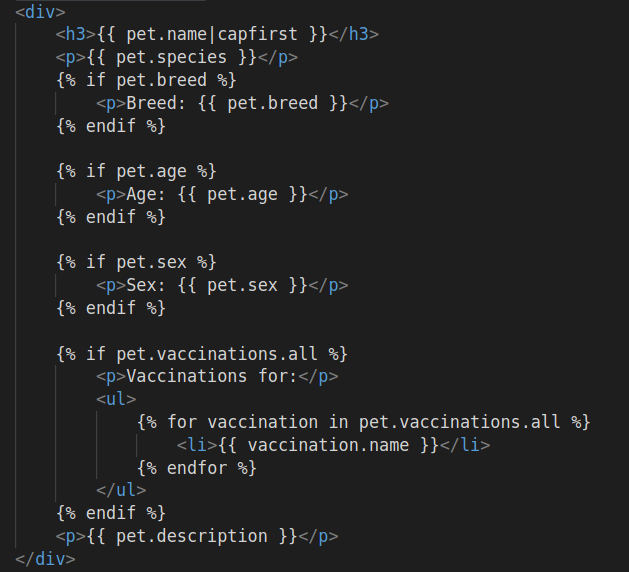 <div>
<h3>{{ pet.name|capfirst }}</h3>
<p>{{ pet.species }}</p>
{% if pet.breed %}
<p>Breed: {{ pet.breed }}</p>
{% endif %}
{% if pet.age %}
<p>Age: {{ pet.age }}</p>
{% endif %}
{% if pet.sex %}
<p>Sex: {{ pet.sex }}</p>
{% endif %}
{% if pet.vaccinations.all %}
<p>Vaccinations for:</p>
<ul>
{% for vaccination in pet.vaccinations.all %}
<li>{{ vaccination.name }}</li>
{% endfor %}
</ul>
{% endif %}
<p>{{ pet.description }}</p>
</div>